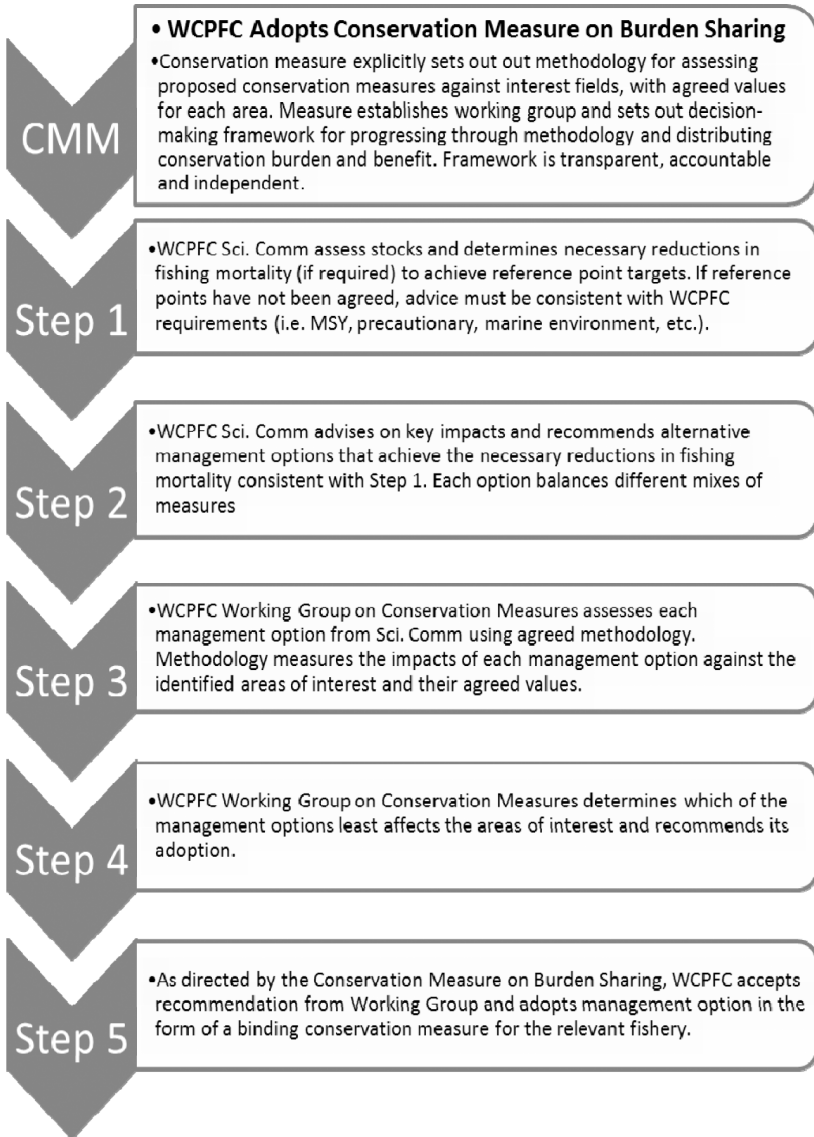 • WCPFC Adopts Conservation Measure on Burden Sharing
•Conservation measure explicitly sets out out methodology for assessing
proposed conservation measures against interest fields, with agreed values
for each area. Measure establishes working group and sets out decision-
making framework for progressing through methodology and distributing
conservation burden and benefit. Framework is transparent, accountable
and independent.
CMM
•WCPFC Sci. Comm assess stocks and determines necessary reductions in
fishing mortality (if required) to achieve reference point targets. If reference
points have not been agreed, advice must be consistent with WCPFC
requirements (i.e. MSY, precautionary, marine environment, etc.).
Step 1
•WCPFC Sci. Comm advises on key impacts and recommends alternative
management options that achieve the necessary reductions in fishing
mortality consistent with Step 1. Each option balances different mixes of
measures
Step 2
•WCPFC Working Group on Conservation Measures assesses each
management option from Sci. Comm using agreed methodology.
Methodology measures the impacts of each management option against the
identified areas of interest and their agreed values.
Step 3
•WCPFC Working Group on Conservation Measures determines which of the
management options least affects the areas of interest and recommends its
adoption.
Step 4
•As directed by the Conservation Measure on Burden Sharing, WCPFC accepts
recommendation from Working Group and adopts management option in the
form of a binding conservation measure for the relevant fishery.
Step 5